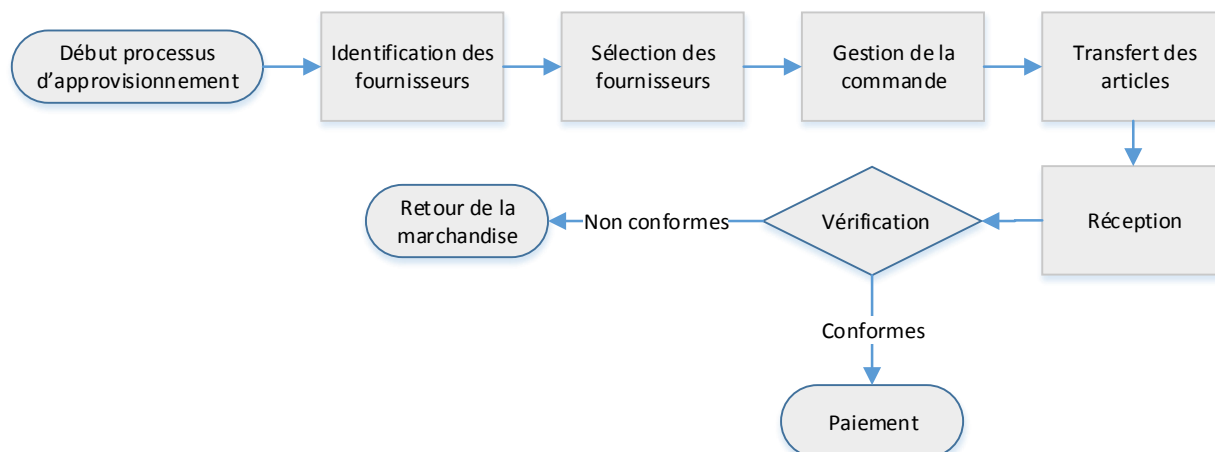 Début processus
d’approvisionnement
Identification des
fournisseurs
Sélection des
fournisseurs
Gestion de la
commande
Transfert des
articles
Retour de la
marchandise
Non conformes
Vérification
Réception
Conformes
Paiement